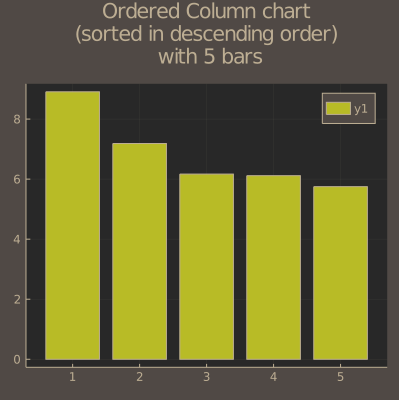 Ordered Column chart
(sorted in descending order)
with 5 bars
y1
8
6
4
2
0
1 2 3 4 5